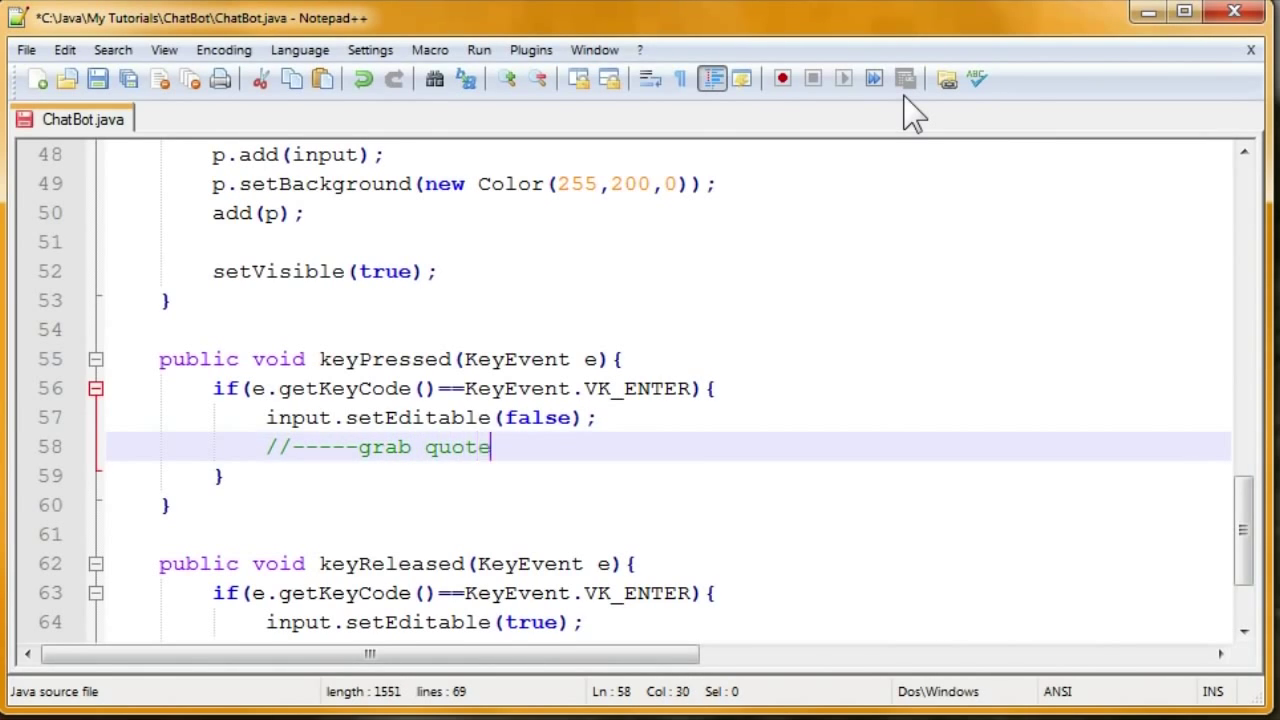 *C:\Java\My Tutorials\ChatBot\ChatBot.java - Notepad++
File Edit Search View Encoding Language Settings Macro Run Plugins Window ? X
ABC
ChatBot.java
48 p.add(input);
49 p.setBackground(new Color(255,200,0));
50 add(p);
51
52 setVisible(true);
53 }
54
55 public void keyPressed(KeyEvent e){
56 if(e.getKeyCode()==KeyEvent.VK_ENTER){
57 input.setEditable(false);
58 //-----grab quote
59 }
60 }
61
62 public void keyReleased(KeyEvent e){
63 if(e.getKeyCode()==KeyEvent.VK_ENTER){
64 input.setEditable(true);
Java source file length : 1551 lines : 69 Ln : 58 Col : 30 Sel : 0 Dos\Windows ANSI INS